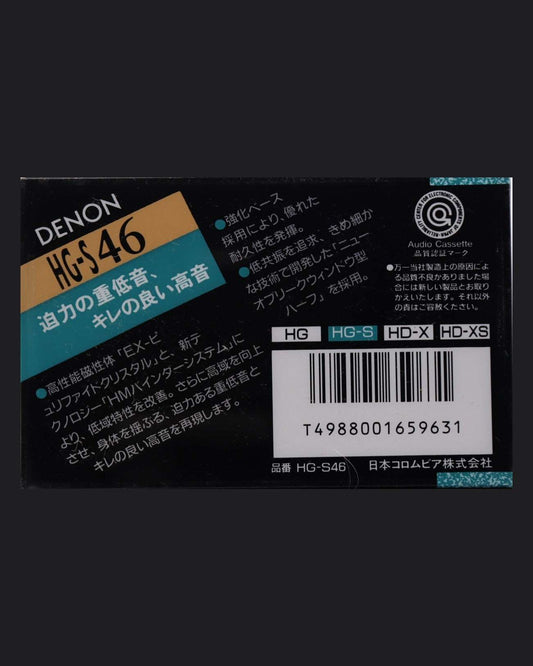 DENON
HG-S 46
迫力の重低音、
キレの良い高音
●高性能磁性体「EX-ピ
ュリファイドクリスタル」と、新テ
クノロジー「HMバインダーシステム」に
より、低域特性を改善。さらに高域を向上
させ、身体を揺ぶる、迫力ある重低音と
キレの良い高音を再現します。
●強化ベース
採用により、優れた
耐久性を発揮。
●低共振を追求、きめ細か
な技術で開発した「ニュー
オブリークウィンドウ型
ハーフ」を採用。
Audio Cassette
品質認証マーク
●万一当社製造上の原因によ
る品質不良がありました場
合には新しい製品とお取り
かえいたします。それ以外
の責はご容赦ください。
HG HG-S HD-X HD-XS
T4988001659631
品番 HG-S46 日本コロムビア株式会社